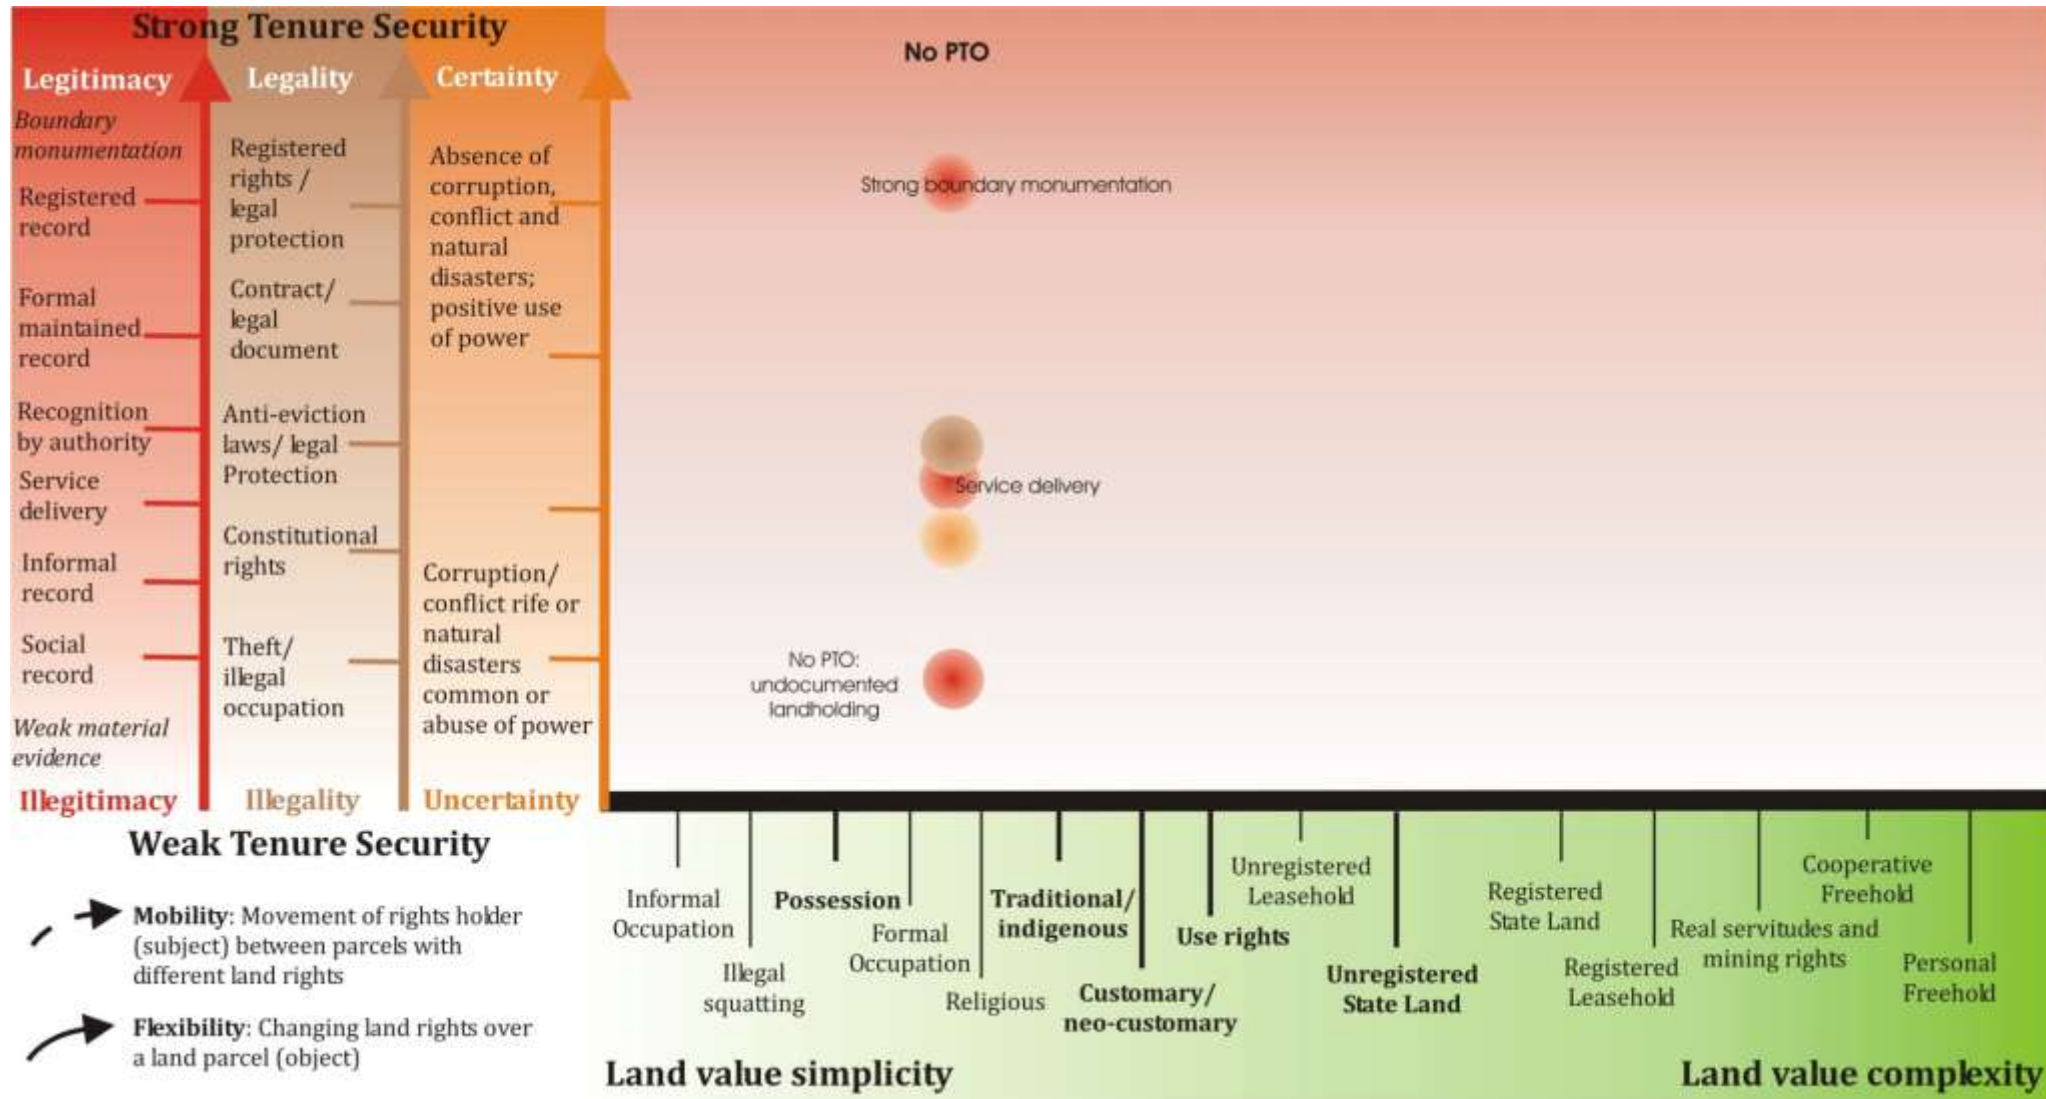 Strong Tenure Security
Legitimacy
Boundary
monumentation
Registered
record
Formal
maintained
record
Recognition
by authority
Service
delivery
Informal
record
Social
record
Weak material
evidence
Illegitimacy
Legality
Registered
rights /
legal
protection
Contract/
legal
document
Anti-eviction
laws/ legal
Protection
Constitutional
rights
Theft/
illegal
occupation
Illegality
Certainty
Absence of
corruption,
conflict and
natural
disasters;
positive use
of power
Corruption/
conflict rife or
natural
disasters
common or
abuse of power
Uncertainty
Weak Tenure Security
No PTO
Strong boundary monumentation
Service delivery
No PTO:
undocumented
landholding
Informal
Occupation
Illegal
squatting
Possession
Formal
Occupation
Religious
Traditional/
indigenous
Customary/
neo-customary
Use rights
Unregistered
Leasehold
Unregistered
State Land
Registered
State Land
Registered
Leasehold
Real servitudes and
mining rights
Cooperative
Freehold
Personal
Freehold
Land value simplicity
Land value complexity
Mobility: Movement of rights holder
(subject) between parcels with
different land rights
Flexibility: Changing land rights over
a land parcel (object)